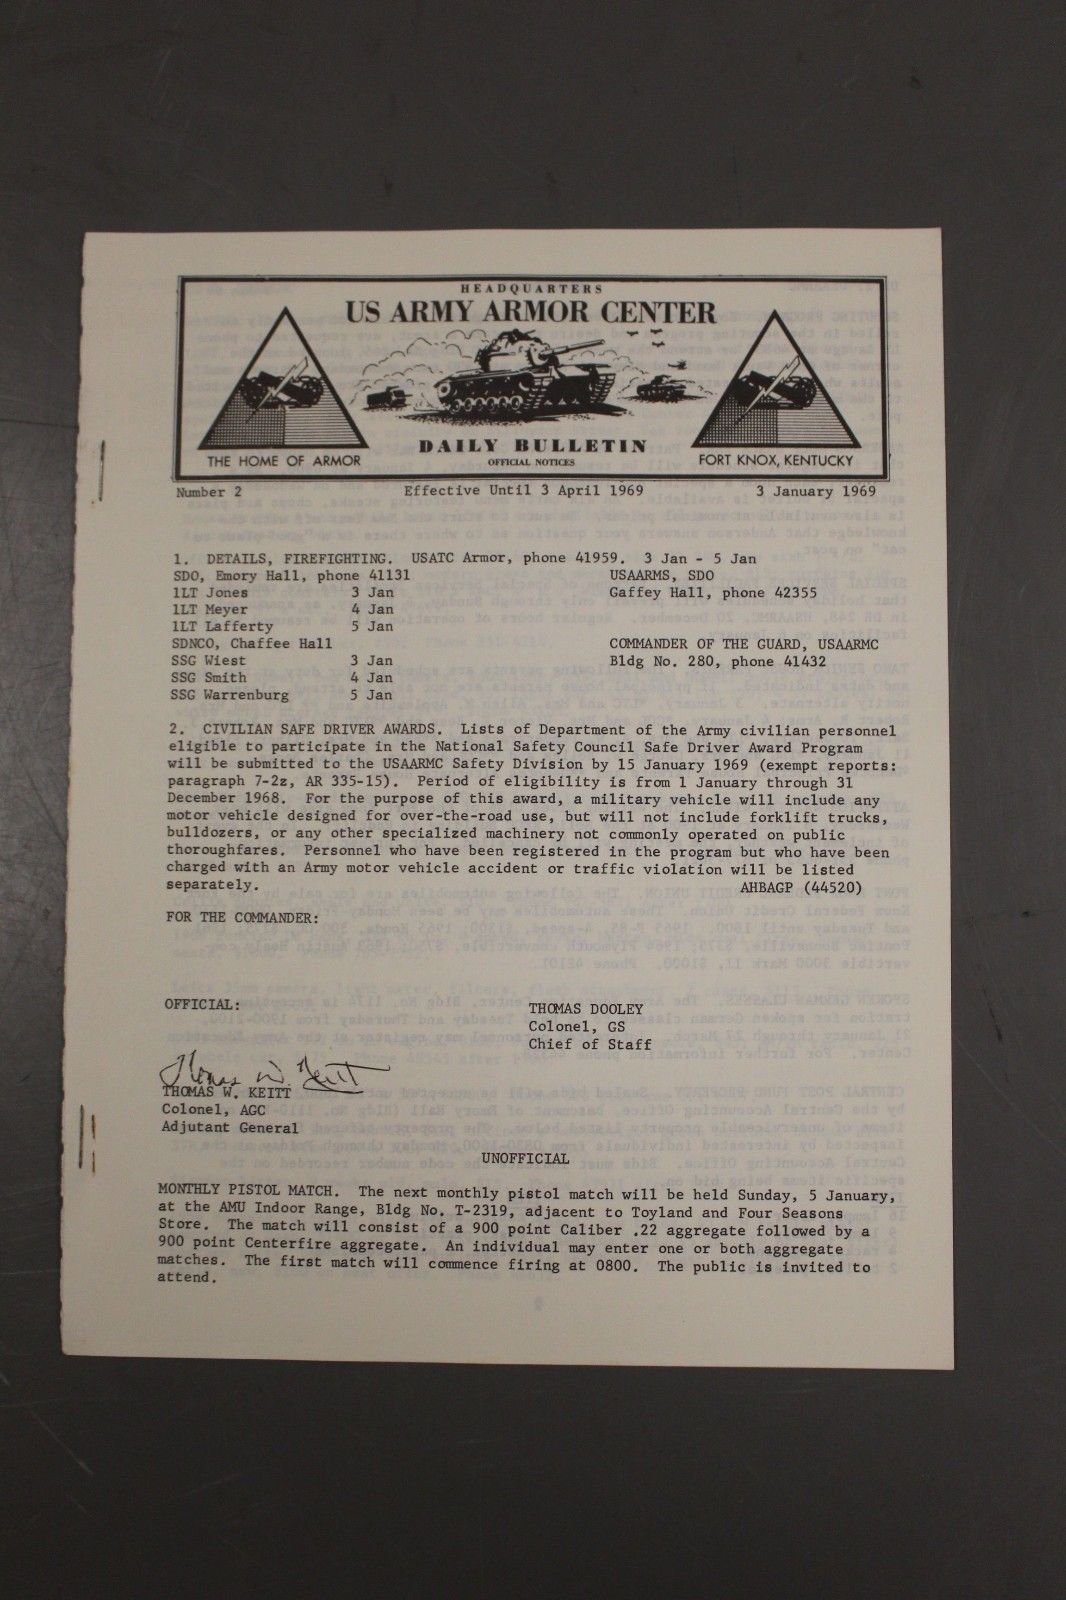 HEADQUARTERS
US ARMY ARMOR CENTER
DAILY BULLETIN
OFFICIAL NOTICES
THE HOME OF ARMOR
FORT KNOX, KENTUCKY
Number 2 Effective Until 3 April 1969 3 January 1969
1. DETAILS, FIREFIGHTING. USATC Armor, phone 41959. 3 Jan - 5 Jan
SDO, Emory Hall, phone 41131 USAARMS, SDO
1LT Jones 3 Jan Gaffey Hall, phone 42355
1LT Meyer 4 Jan
1LT Lafferty 5 Jan
SDNCO, Chaffee Hall COMMANDER OF THE GUARD, USAARMC
SSG Wiest 3 Jan Bldg No. 280, phone 41432
SSG Smith 4 Jan
SSG Warrenburg 5 Jan
2. CIVILIAN SAFE DRIVER AWARDS. Lists of Department of the Army civilian personnel
eligible to participate in the National Safety Council Safe Driver Award Program
will be submitted to the USAARMC Safety Division by 15 January 1969 (exempt reports:
paragraph 7-2z, AR 335-15). Period of eligibility is from 1 January through 31
December 1968. For the purpose of this award, a military vehicle will include any
motor vehicle designed for over-the-road use, but will not include forklift trucks,
bulldozers, or any other specialized machinery not commonly operated on public
thoroughfares. Personnel who have been registered in the program but who have been
charged with an Army motor vehicle accident or traffic violation will be listed
separately. AHBAGP (44520)
FOR THE COMMANDER:
OFFICIAL: THOMAS DOOLEY
Colonel, GS
Chief of Staff
Thomas W. Keitt
THOMAS W. KEITT
Colonel, AGC
Adjutant General
UNOFFICIAL
MONTHLY PISTOL MATCH. The next monthly pistol match will be held Sunday, 5 January,
at the AMU Indoor Range, Bldg No. T-2319, adjacent to Toyland and Four Seasons
Store. The match will consist of a 900 point Caliber .22 aggregate followed by a
900 point Centerfire aggregate. An individual may enter one or both aggregate
matches. The first match will commence firing at 0800. The public is invited to
attend.